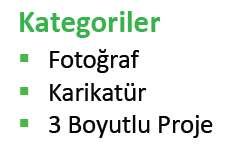 Kategoriler
▪ Fotoğraf
▪ Karikatür
▪ 3 Boyutlu Proje